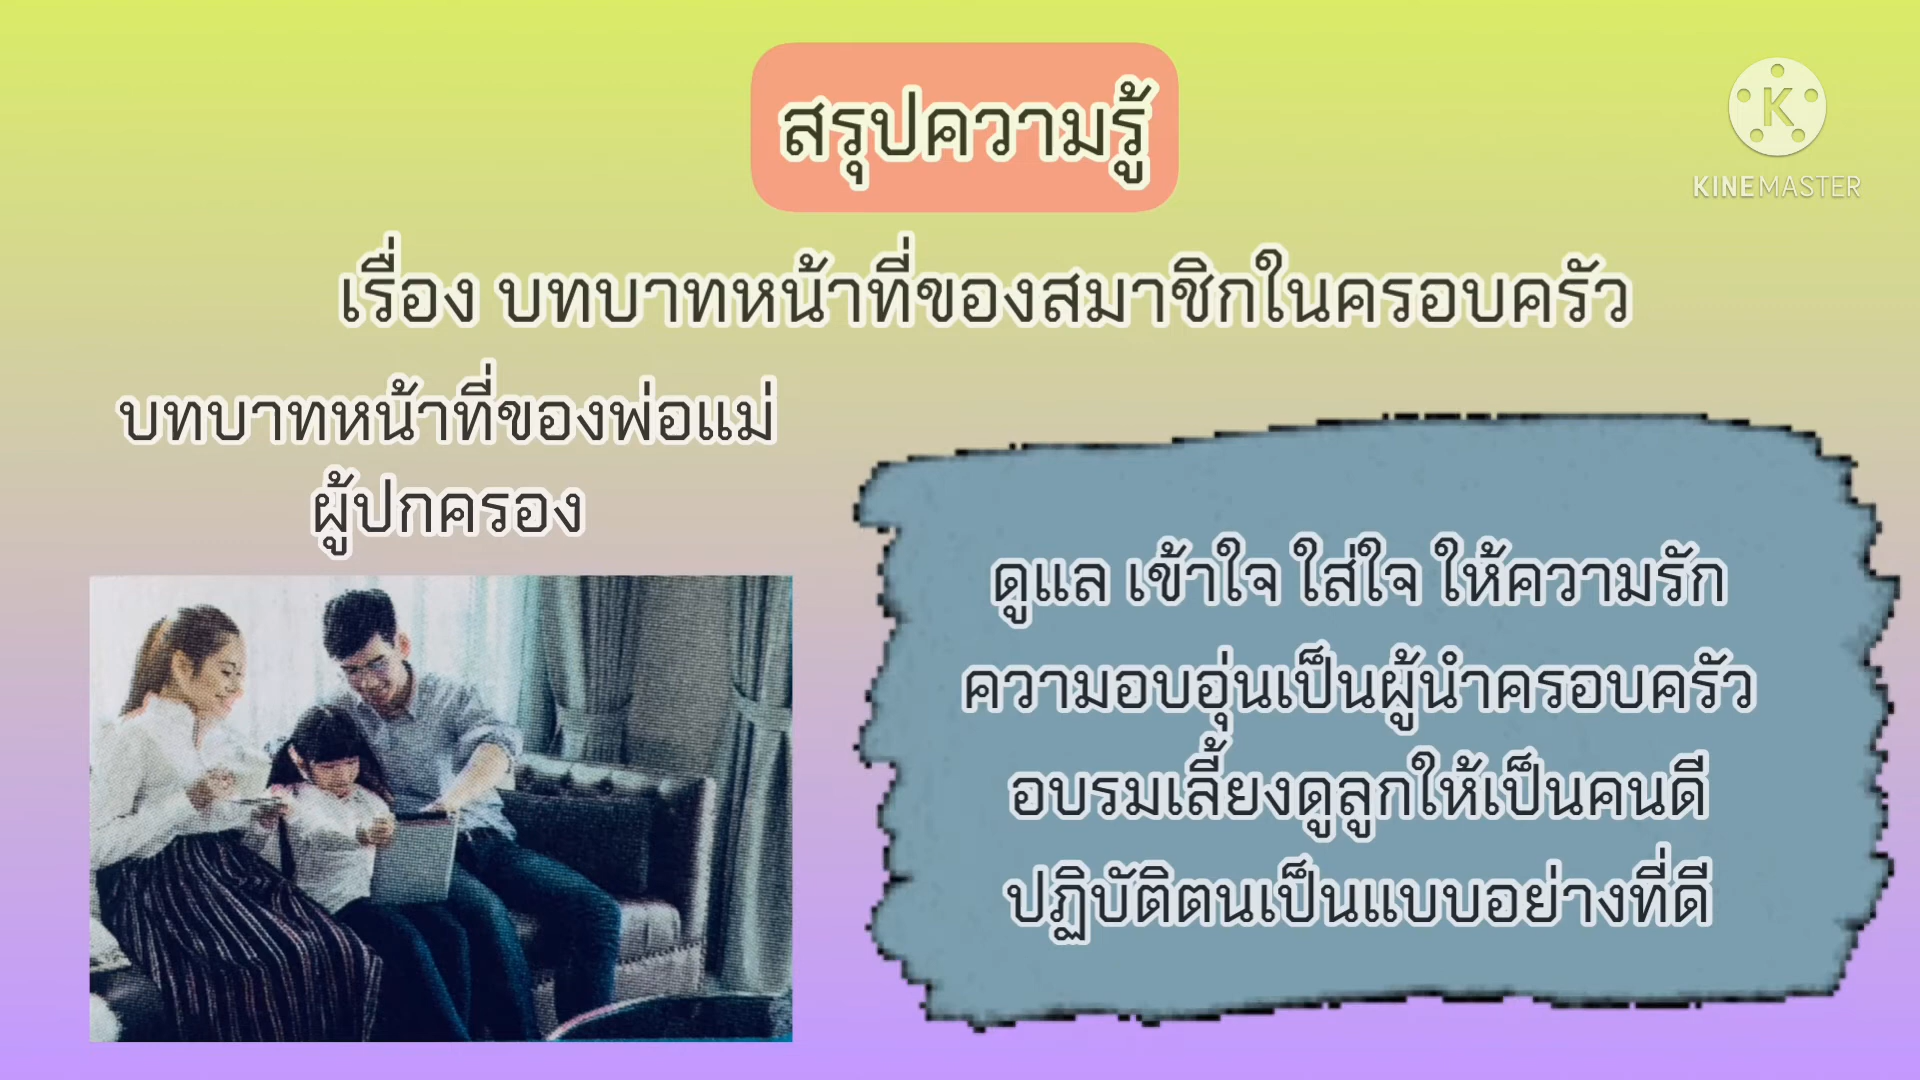 สรุปความรู้
KINEMASTER
เรื่อง บทบาทหน้าที่ของสมาชิกในครอบครัว
บทบาทหน้าที่ของพ่อแม่
ผู้ปกครอง
ดูแล เข้าใจ ใส่ใจ ให้ความรัก
ความอบอุ่นเป็นผู้นำครอบครัว
อบรมเลี้ยงดูลูกให้เป็นคนดี
ปฏิบัติตนเป็นแบบอย่างที่ดี